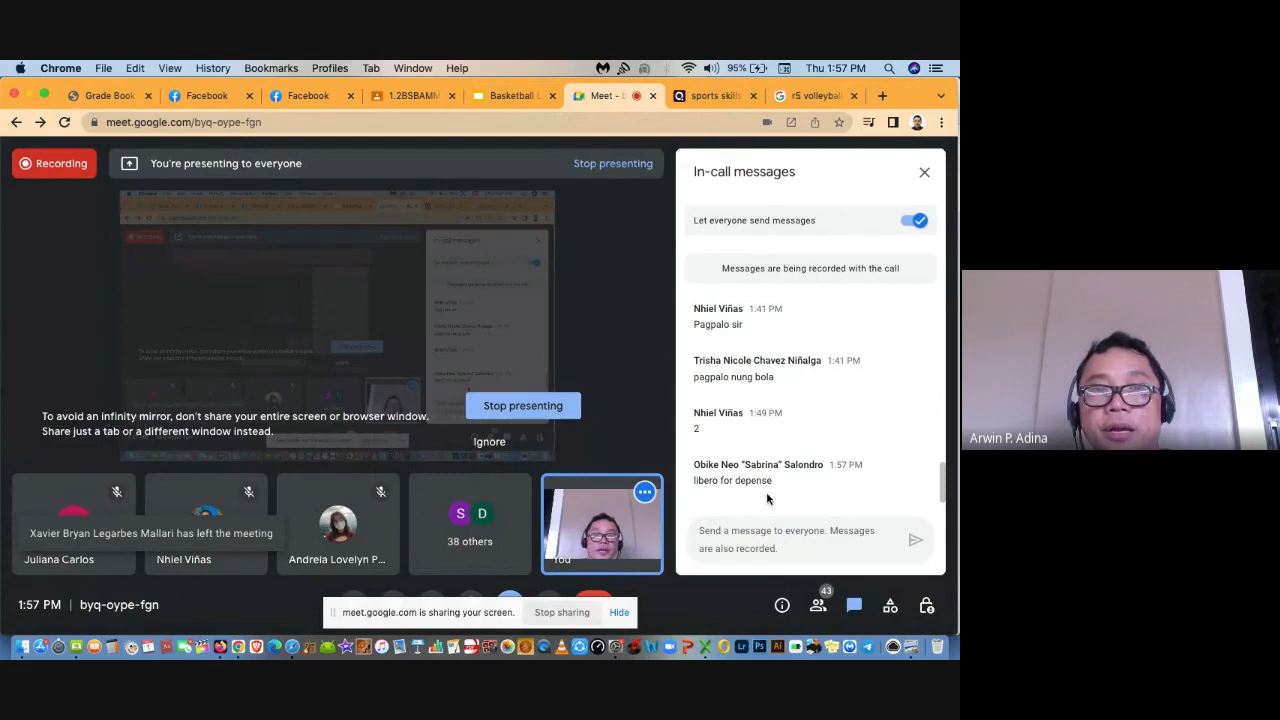 Chrome File Edit View History Bookmarks Profiles Tab Window Help 95% Thu 1:57 PM
Grade Book Facebook Facebook 1.2BSBAMM Basketball L Meet - b sports skills r5 volleyball
meet.google.com/byq-oype-fgn
Recording
You're presenting to everyone
Stop presenting
To avoid an infinity mirror, don't share your entire screen or browser window.
Share just a tab or a different window instead.
Stop presenting
Ignore
Xavier Bryan Legarbes Mallari has left the meeting
Juliana Carlos
Nhiel Viñas
Andreia Lovelyn P...
S D
38 others
You
In-call messages
Let everyone send messages
Messages are being recorded with the call
Nhiel Viñas 1:41 PM
Pagpalo sir
Trisha Nicole Chavez Niñalga 1:41 PM
pagpalo nung bola
Nhiel Viñas 1:49 PM
2
Obike Neo “Sabrina” Salondro 1:57 PM
libero for depense
Send a message to everyone. Messages
are also recorded.
1:57 PM | byq-oype-fgn
43
meet.google.com is sharing your screen. Stop sharing Hide
Arwin P. Adina